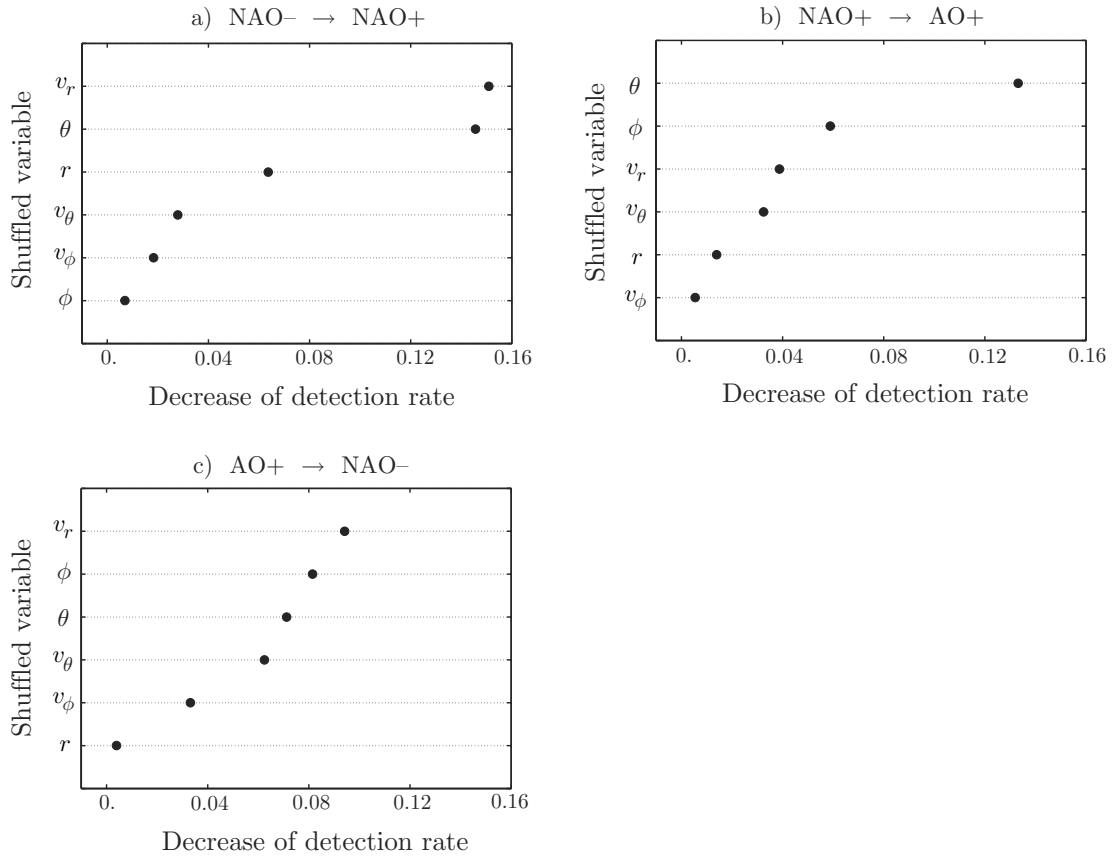 a) NAO– → NAO+
Shuffled variable
v_r
θ
r
v_θ
v_ϕ
ϕ
0. 0.04 0.08 0.12 0.16
Decrease of detection rate
b) NAO+ → AO+
Shuffled variable
θ
ϕ
v_r
v_θ
r
v_ϕ
0. 0.04 0.08 0.12 0.16
Decrease of detection rate
c) AO+ → NAO–
Shuffled variable
v_r
ϕ
θ
v_θ
v_ϕ
r
0. 0.04 0.08 0.12 0.16
Decrease of detection rate